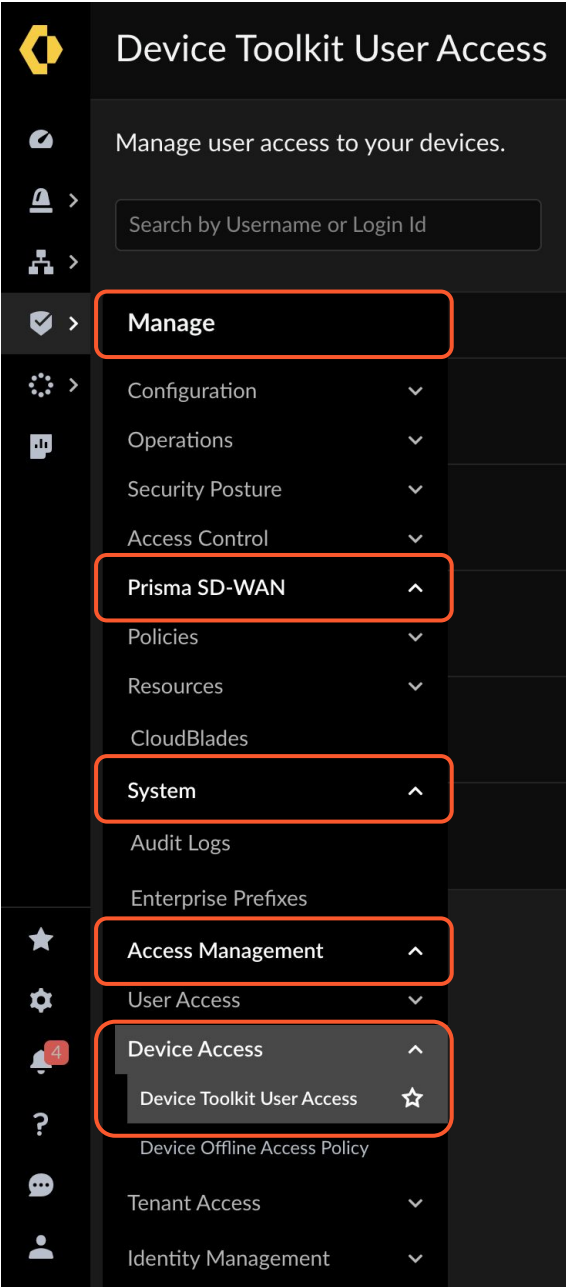 Device Toolkit User Access
Manage user access to your devices.
Search by Username or Login Id
Manage
Configuration
Operations
Security Posture
Access Control
Prisma SD-WAN
Policies
Resources
CloudBlades
System
Audit Logs
Enterprise Prefixes
Access Management
User Access
Device Access
4
Device Toolkit User Access
?
Device Offline Access Policy
Tenant Access
Identity Management